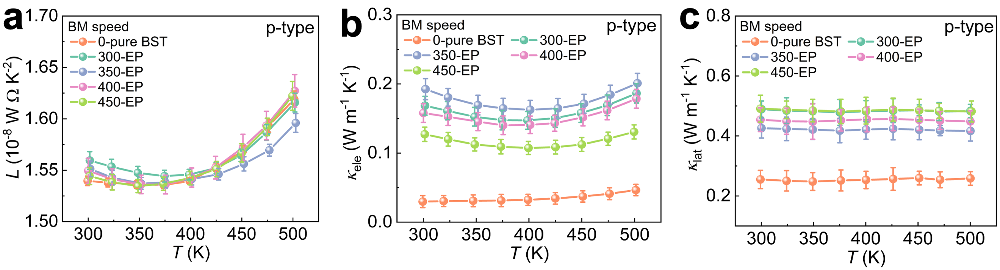 a
1.70
1.65
1.60
1.55
1.50
L (10⁻⁸ W Ω K⁻²)
BM speed
p-type
0-pure BST
300-EP
350-EP
400-EP
450-EP
300 350 400 450 500
T (K)
b
0.3
0.2
0.1
0.0
κele (W m⁻¹ K⁻¹)
BM speed
p-type
0-pure BST 300-EP
350-EP 400-EP
450-EP
300 350 400 450 500
T (K)
c
0.8
0.6
0.4
0.2
κlat (W m⁻¹ K⁻¹)
BM speed
p-type
0-pure BST 300-EP
350-EP 400-EP
450-EP
300 350 400 450 500
T (K)